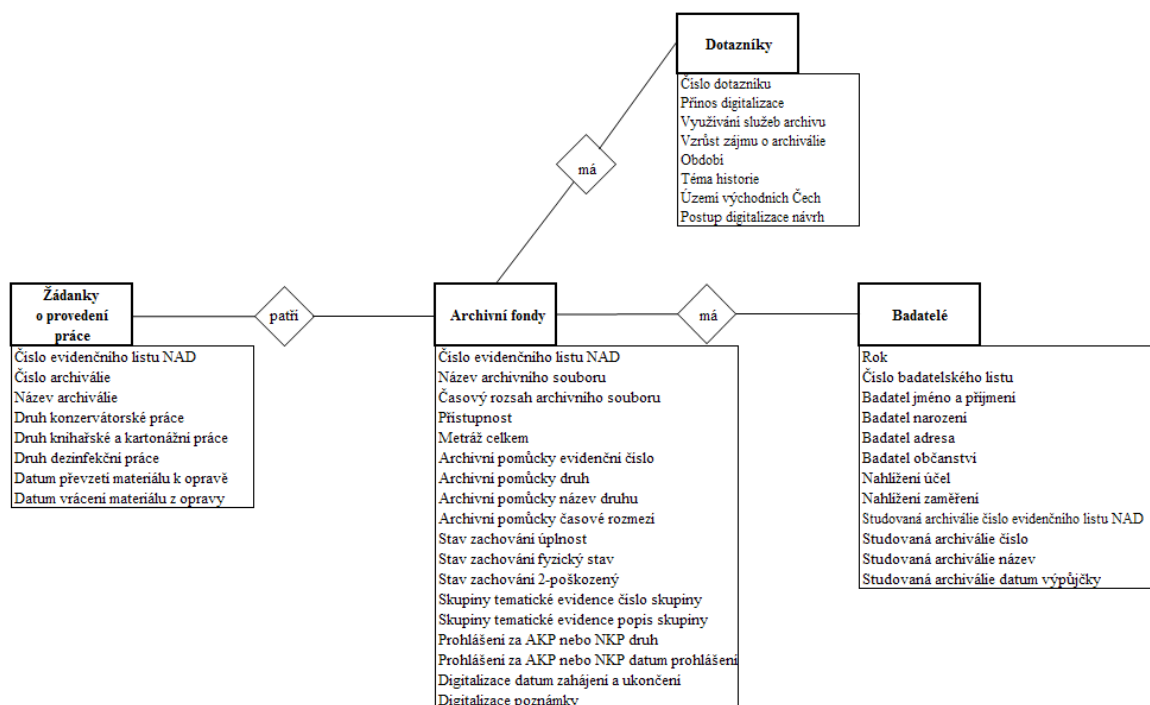 Dotazníky
Číslo dotazníku
Přínos digitalizace
Využívání služeb archivu
Vzrůst zájmu o archiválie
Období
Téma historie
Území východních Čech
Postup digitalizace návrh
má
Žádanky
o provedení
práce
patří
Archivní fondy
má
Badatelé
Číslo evidenčního listu NAD
Číslo archiválie
Název archiválie
Druh konzervátorské práce
Druh knihařské a kartonážní práce
Druh dezinfekční práce
Datum převzetí materiálu k opravě
Datum vrácení materiálu z opravy
Číslo evidenčního listu NAD
Název archivního souboru
Časový rozsah archivního souboru
Přístupnost
Metráž celkem
Archivní pomůcky evidenční číslo
Archivní pomůcky druh
Archivní pomůcky název druhu
Archivní pomůcky časové rozmezí
Stav zachování úplnost
Stav zachování fyzický stav
Stav zachování 2-poškozený
Skupiny tematické evidence číslo skupiny
Skupiny tematické evidence popis skupiny
Prohlášení za AKP nebo NKP druh
Prohlášení za AKP nebo NKP datum prohlášení
Digitalizace datum zahájení a ukončení
Digitalizace poznámky
Rok
Číslo badatelského listu
Badatel jméno a příjmení
Badatel narození
Badatel adresa
Badatel občanství
Nahlížení účel
Nahlížení zaměření
Studovaná archiválie číslo evidenčního listu NAD
Studovaná archiválie číslo
Studovaná archiválie název
Studovaná archiválie datum výpůjčky